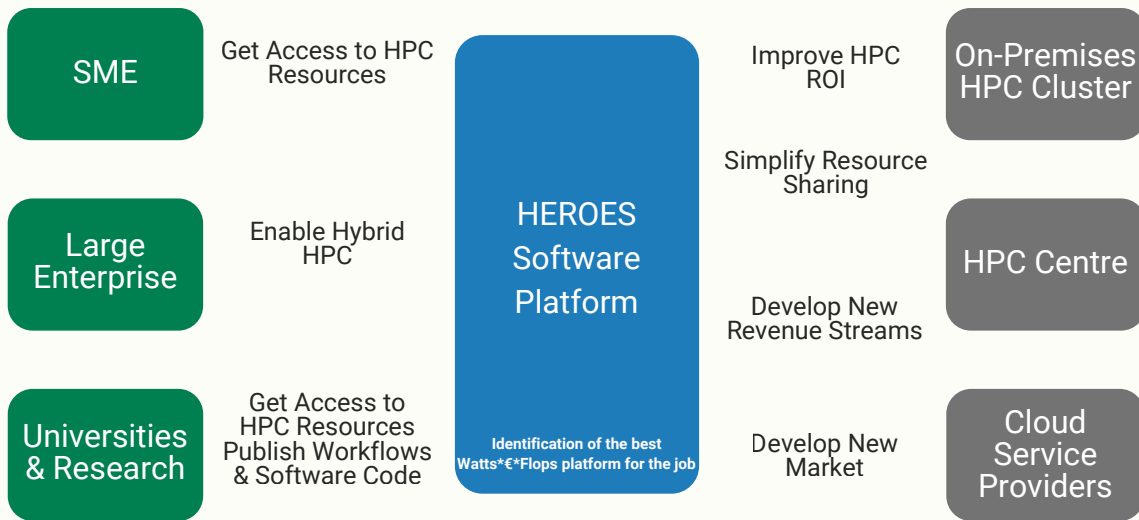 SME
Get Access to HPC
Resources
Large
Enterprise
Enable Hybrid
HPC
Universities
& Research
Get Access to
HPC Resources
Publish Workflows
& Software Code
HEROES
Software
Platform
Identification of the best
Watts*€*Flops platform for the job
Improve HPC
ROI
Simplify Resource
Sharing
Develop New
Revenue Streams
Develop New
Market
On-Premises
HPC Cluster
HPC Centre
Cloud
Service
Providers